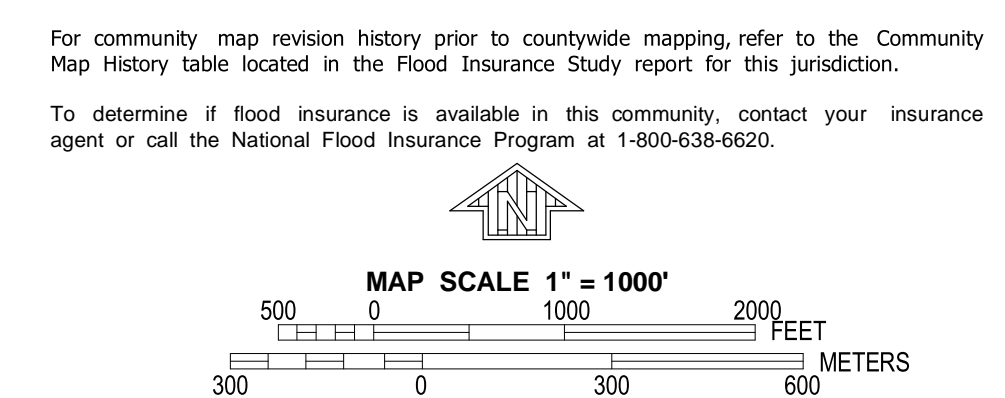 For community map revision history prior to countywide mapping, refer to the Community
Map History table located in the Flood Insurance Study report for this jurisdiction.
To determine if flood insurance is available in this community, contact your insurance
agent or call the National Flood Insurance Program at 1-800-638-6620.
N
MAP SCALE 1" = 1000'
500 0 1000 2000
FEET
METERS
300 0 300 600